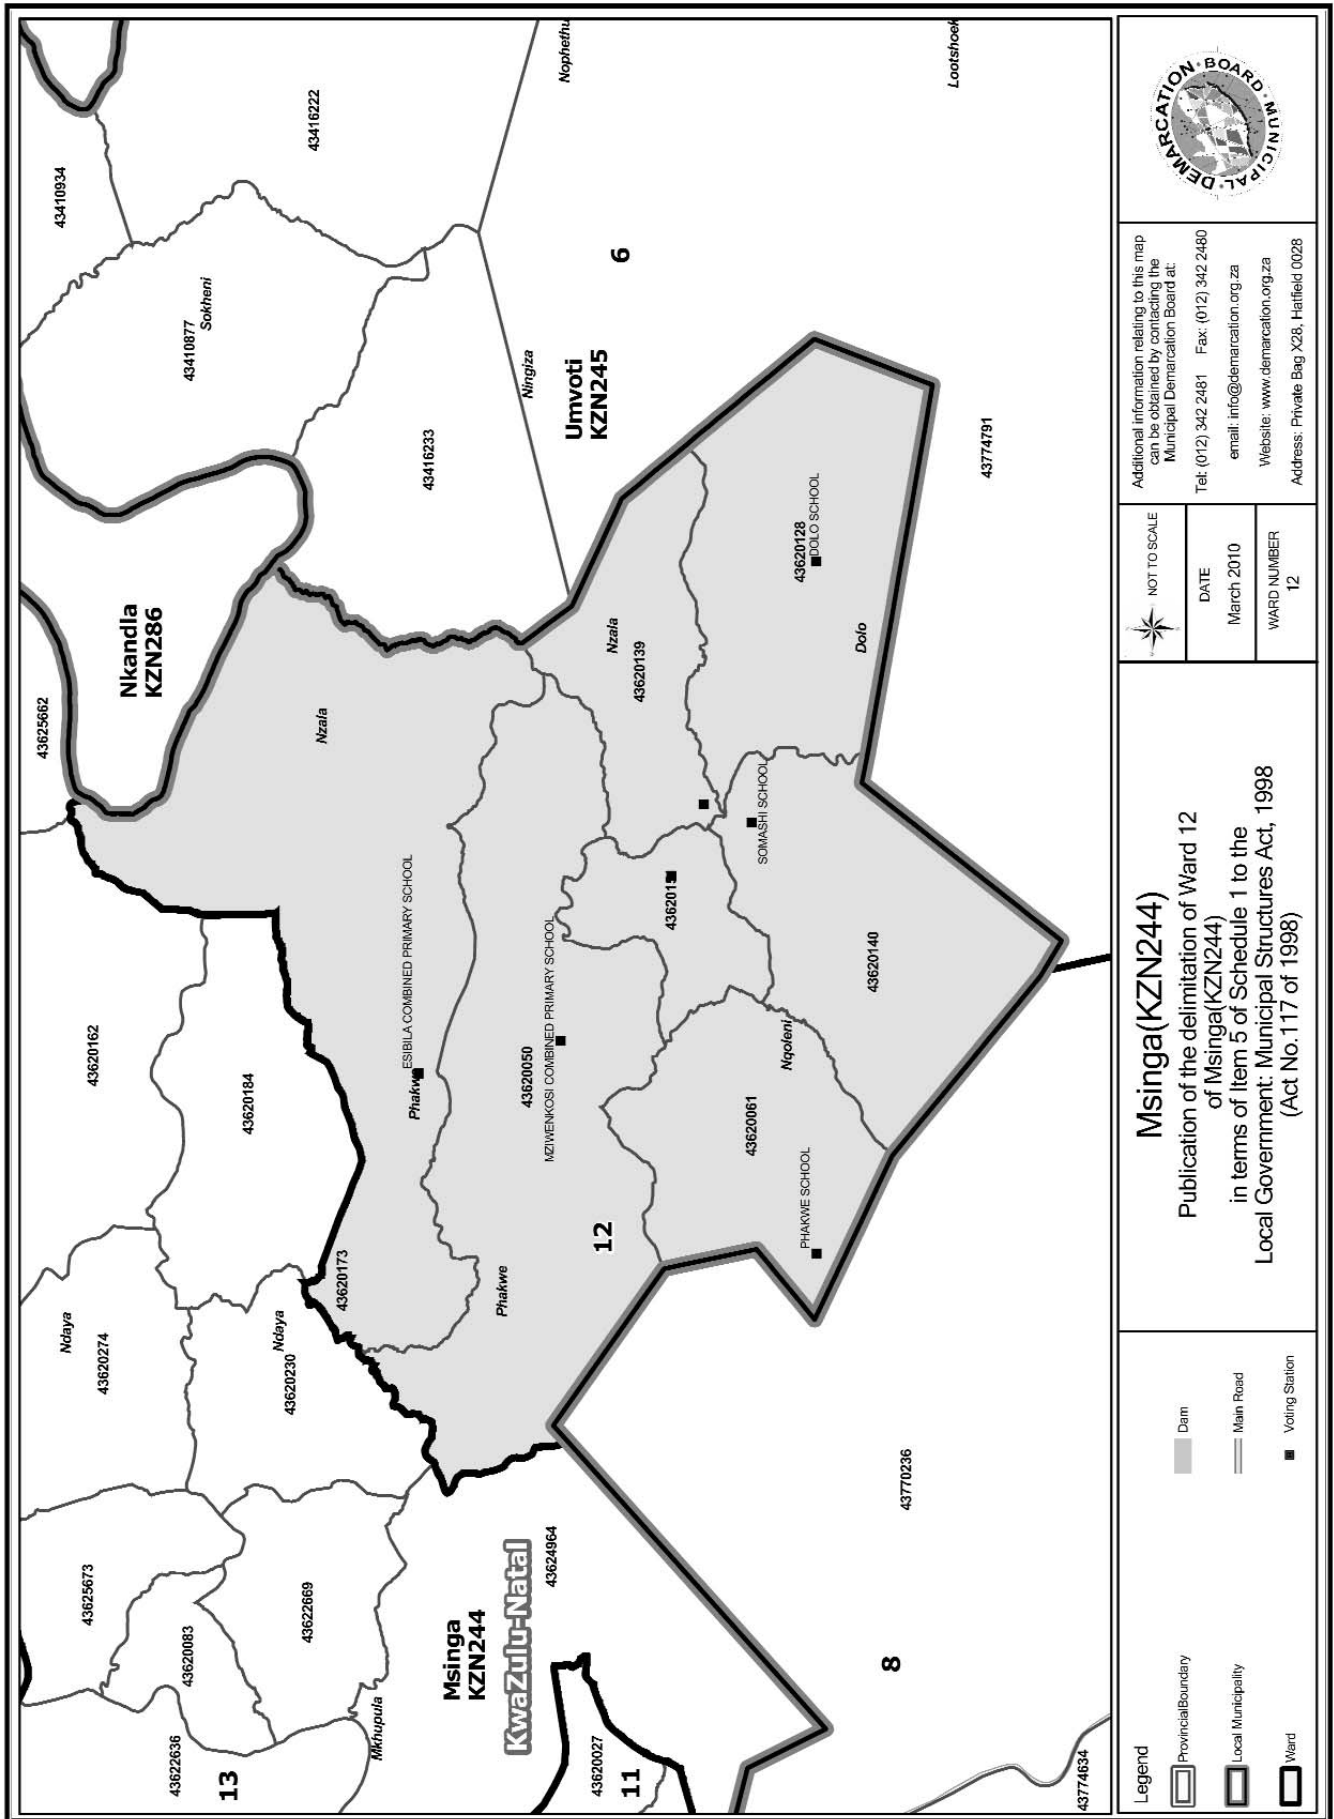 43625662
43410934
43416222
Nophethu
Lootshoek
Sokheni
43410877
Nkandla
KZN286
43416233
Ningiza
Umvoti
KZN245
6
43620162
43620184
Nzala
Nzala
43620139
43620128
DOLO SCHOOL
Dolo
43774791
ESIBILA COMBINED PRIMARY SCHOOL
43620050
MZIWENKOSI COMBINED PRIMARY SCHOOL
SOMASHI SCHOOL
43620140
Ndaya
43620274
Ndaya
43620230
43620173
Phakwe
12
43620061
Nqoleni
PHAKWE SCHOOL
43625673
43620083
43622669
43622636
13
Mkhupula
Msinga
KZN244
KwaZulu-Natal
43624964
43620027
11
8
43770236
43774634
Legend
ProvincialBoundary
Local Municipality
Ward
Dam
Main Road
Voting Station
Msinga(KZN244)
Publication of the delimitation of Ward 12
of Msinga(KZN244)
in terms of Item 5 of Schedule 1 to the
Local Government: Municipal Structures Act, 1998
(Act No.117 of 1998)
NOT TO SCALE
DATE
March 2010
WARD NUMBER
12
Additional information relating to this map
can be obtained by contacting the
Municipal Demarcation Board at:
Tel: (012) 342 2481 Fax: (012) 342 2480
email: info@demarcation.org.za
Website: www.demarcation.org.za
Address: Private Bag X28, Hatfield 0028
MUNICIPAL DEMARCATION BOARD